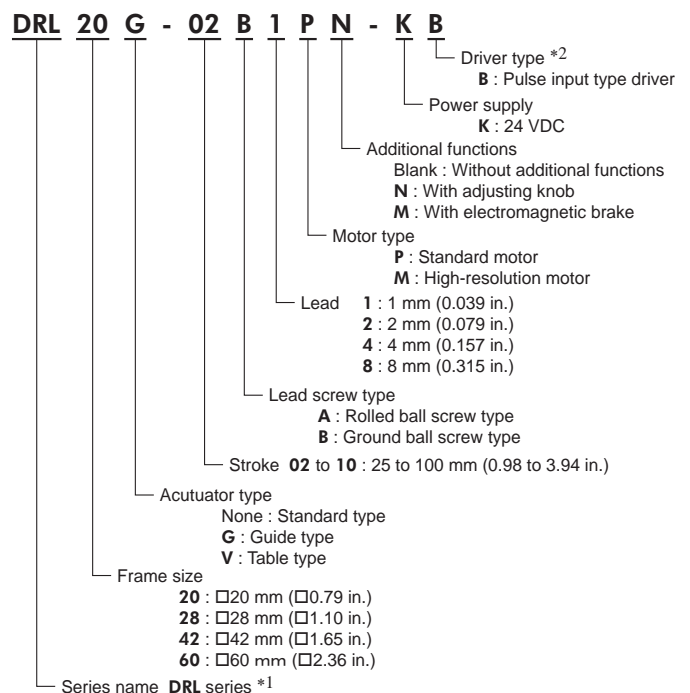 DRL 20 G - 02 B 1 P N - K B
Driver type *2
B : Pulse input type driver
Power supply
K : 24 VDC
Additional functions
Blank : Without additional functions
N : With adjusting knob
M : With electromagnetic brake
Motor type
P : Standard motor
M : High-resolution motor
Lead 1 : 1 mm (0.039 in.)
2 : 2 mm (0.079 in.)
4 : 4 mm (0.157 in.)
8 : 8 mm (0.315 in.)
Lead screw type
A : Rolled ball screw type
B : Ground ball screw type
Stroke 02 to 10 : 25 to 100 mm (0.98 to 3.94 in.)
Acutuator type
None : Standard type
G : Guide type
V : Table type
Frame size
20 : □20 mm (□0.79 in.)
28 : □28 mm (□1.10 in.)
42 : □42 mm (□1.65 in.)
60 : □60 mm (□2.36 in.)
Series name DRL series *1